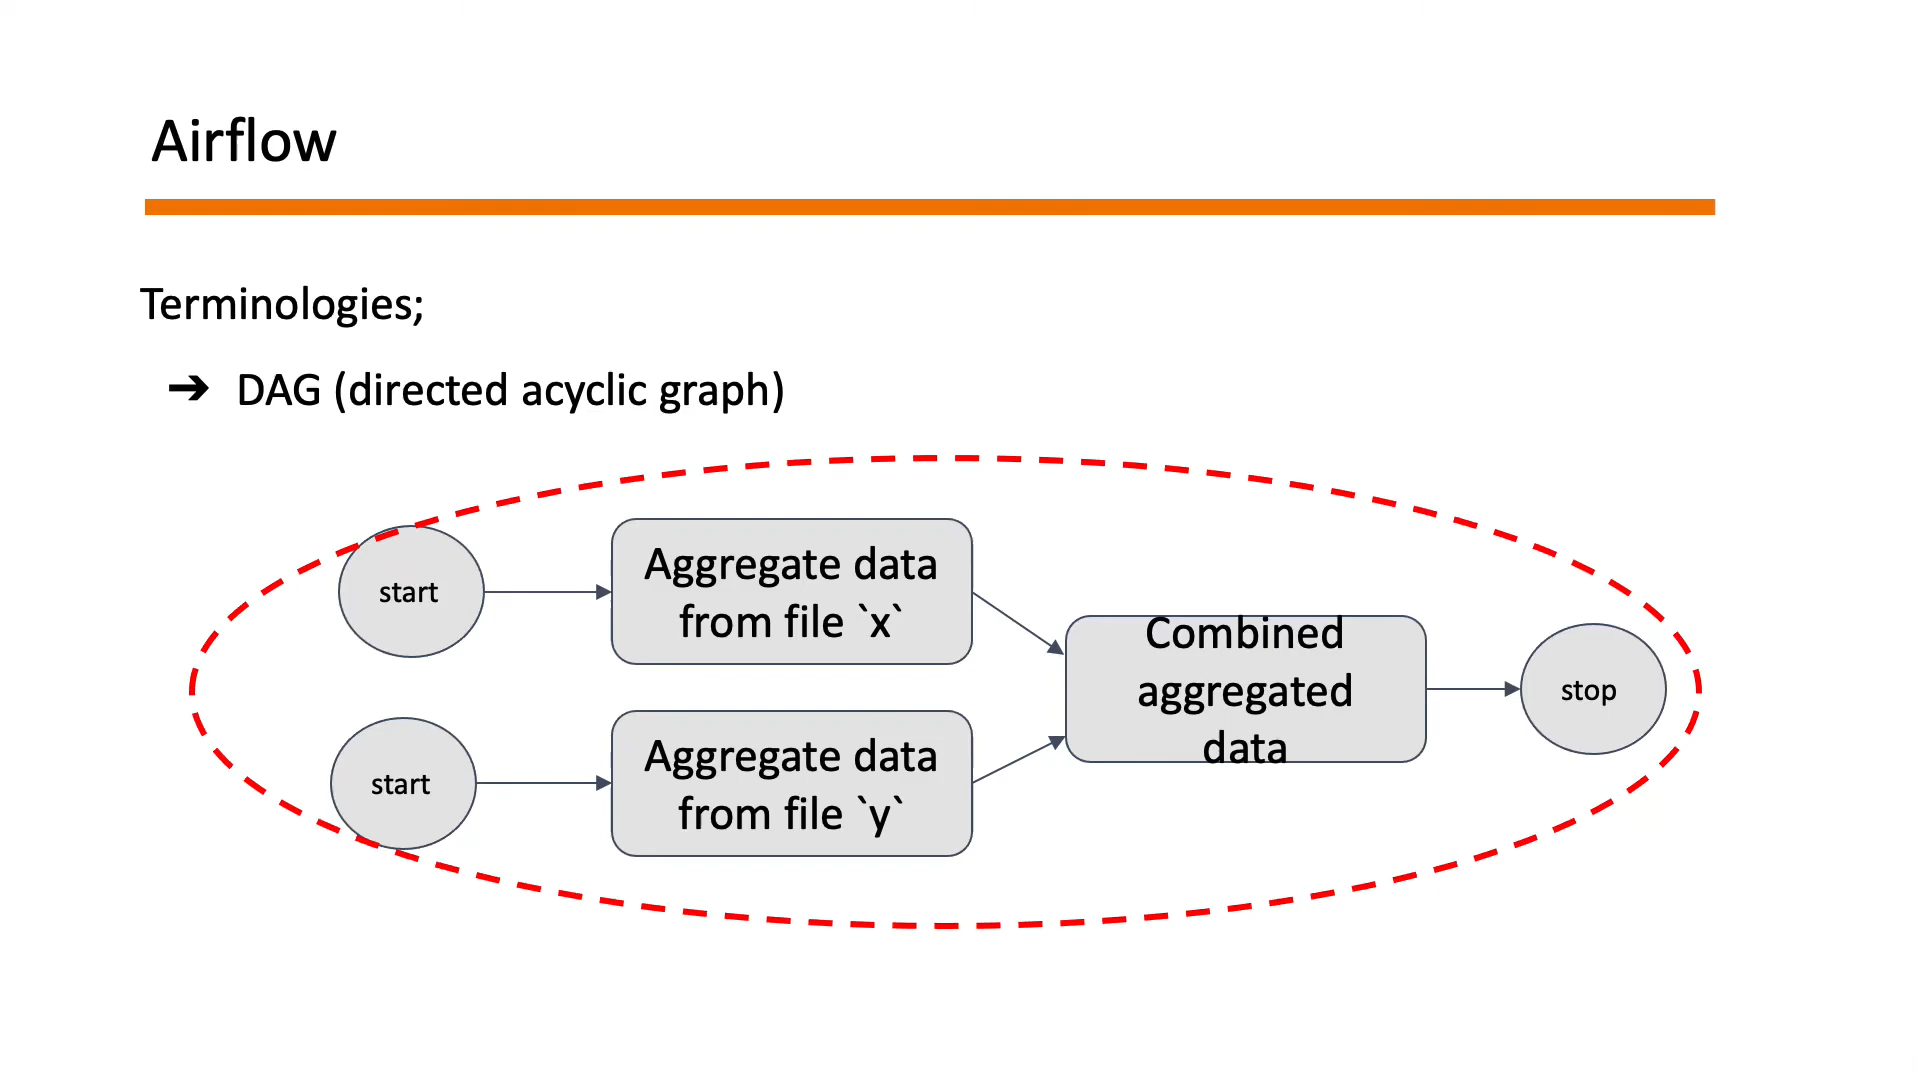 Airflow
Terminologies;
➔ DAG (directed acyclic graph)
start
Aggregate data
from file `x`
Combined
aggregated
data
stop
start
Aggregate data
from file `y`